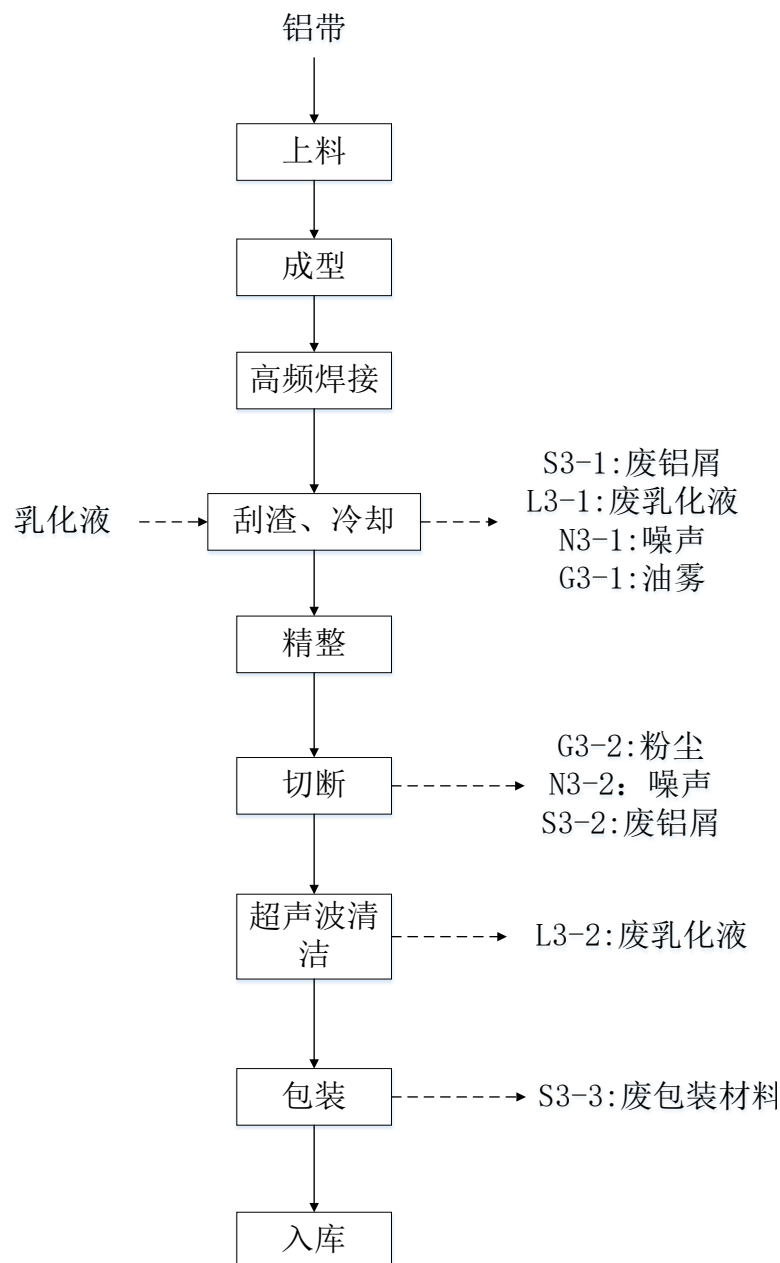 铝带
上料
成型
高频焊接
S3-1:废铝屑
L3-1:废乳化液
乳化液
刮渣、冷却
N3-1:噪声
G3-1:油雾
精整
G3-2:粉尘
切断
N3-2：噪声
S3-2:废铝屑
超声波清
洁
L3-2:废乳化液
包装
S3-3:废包装材料
入库